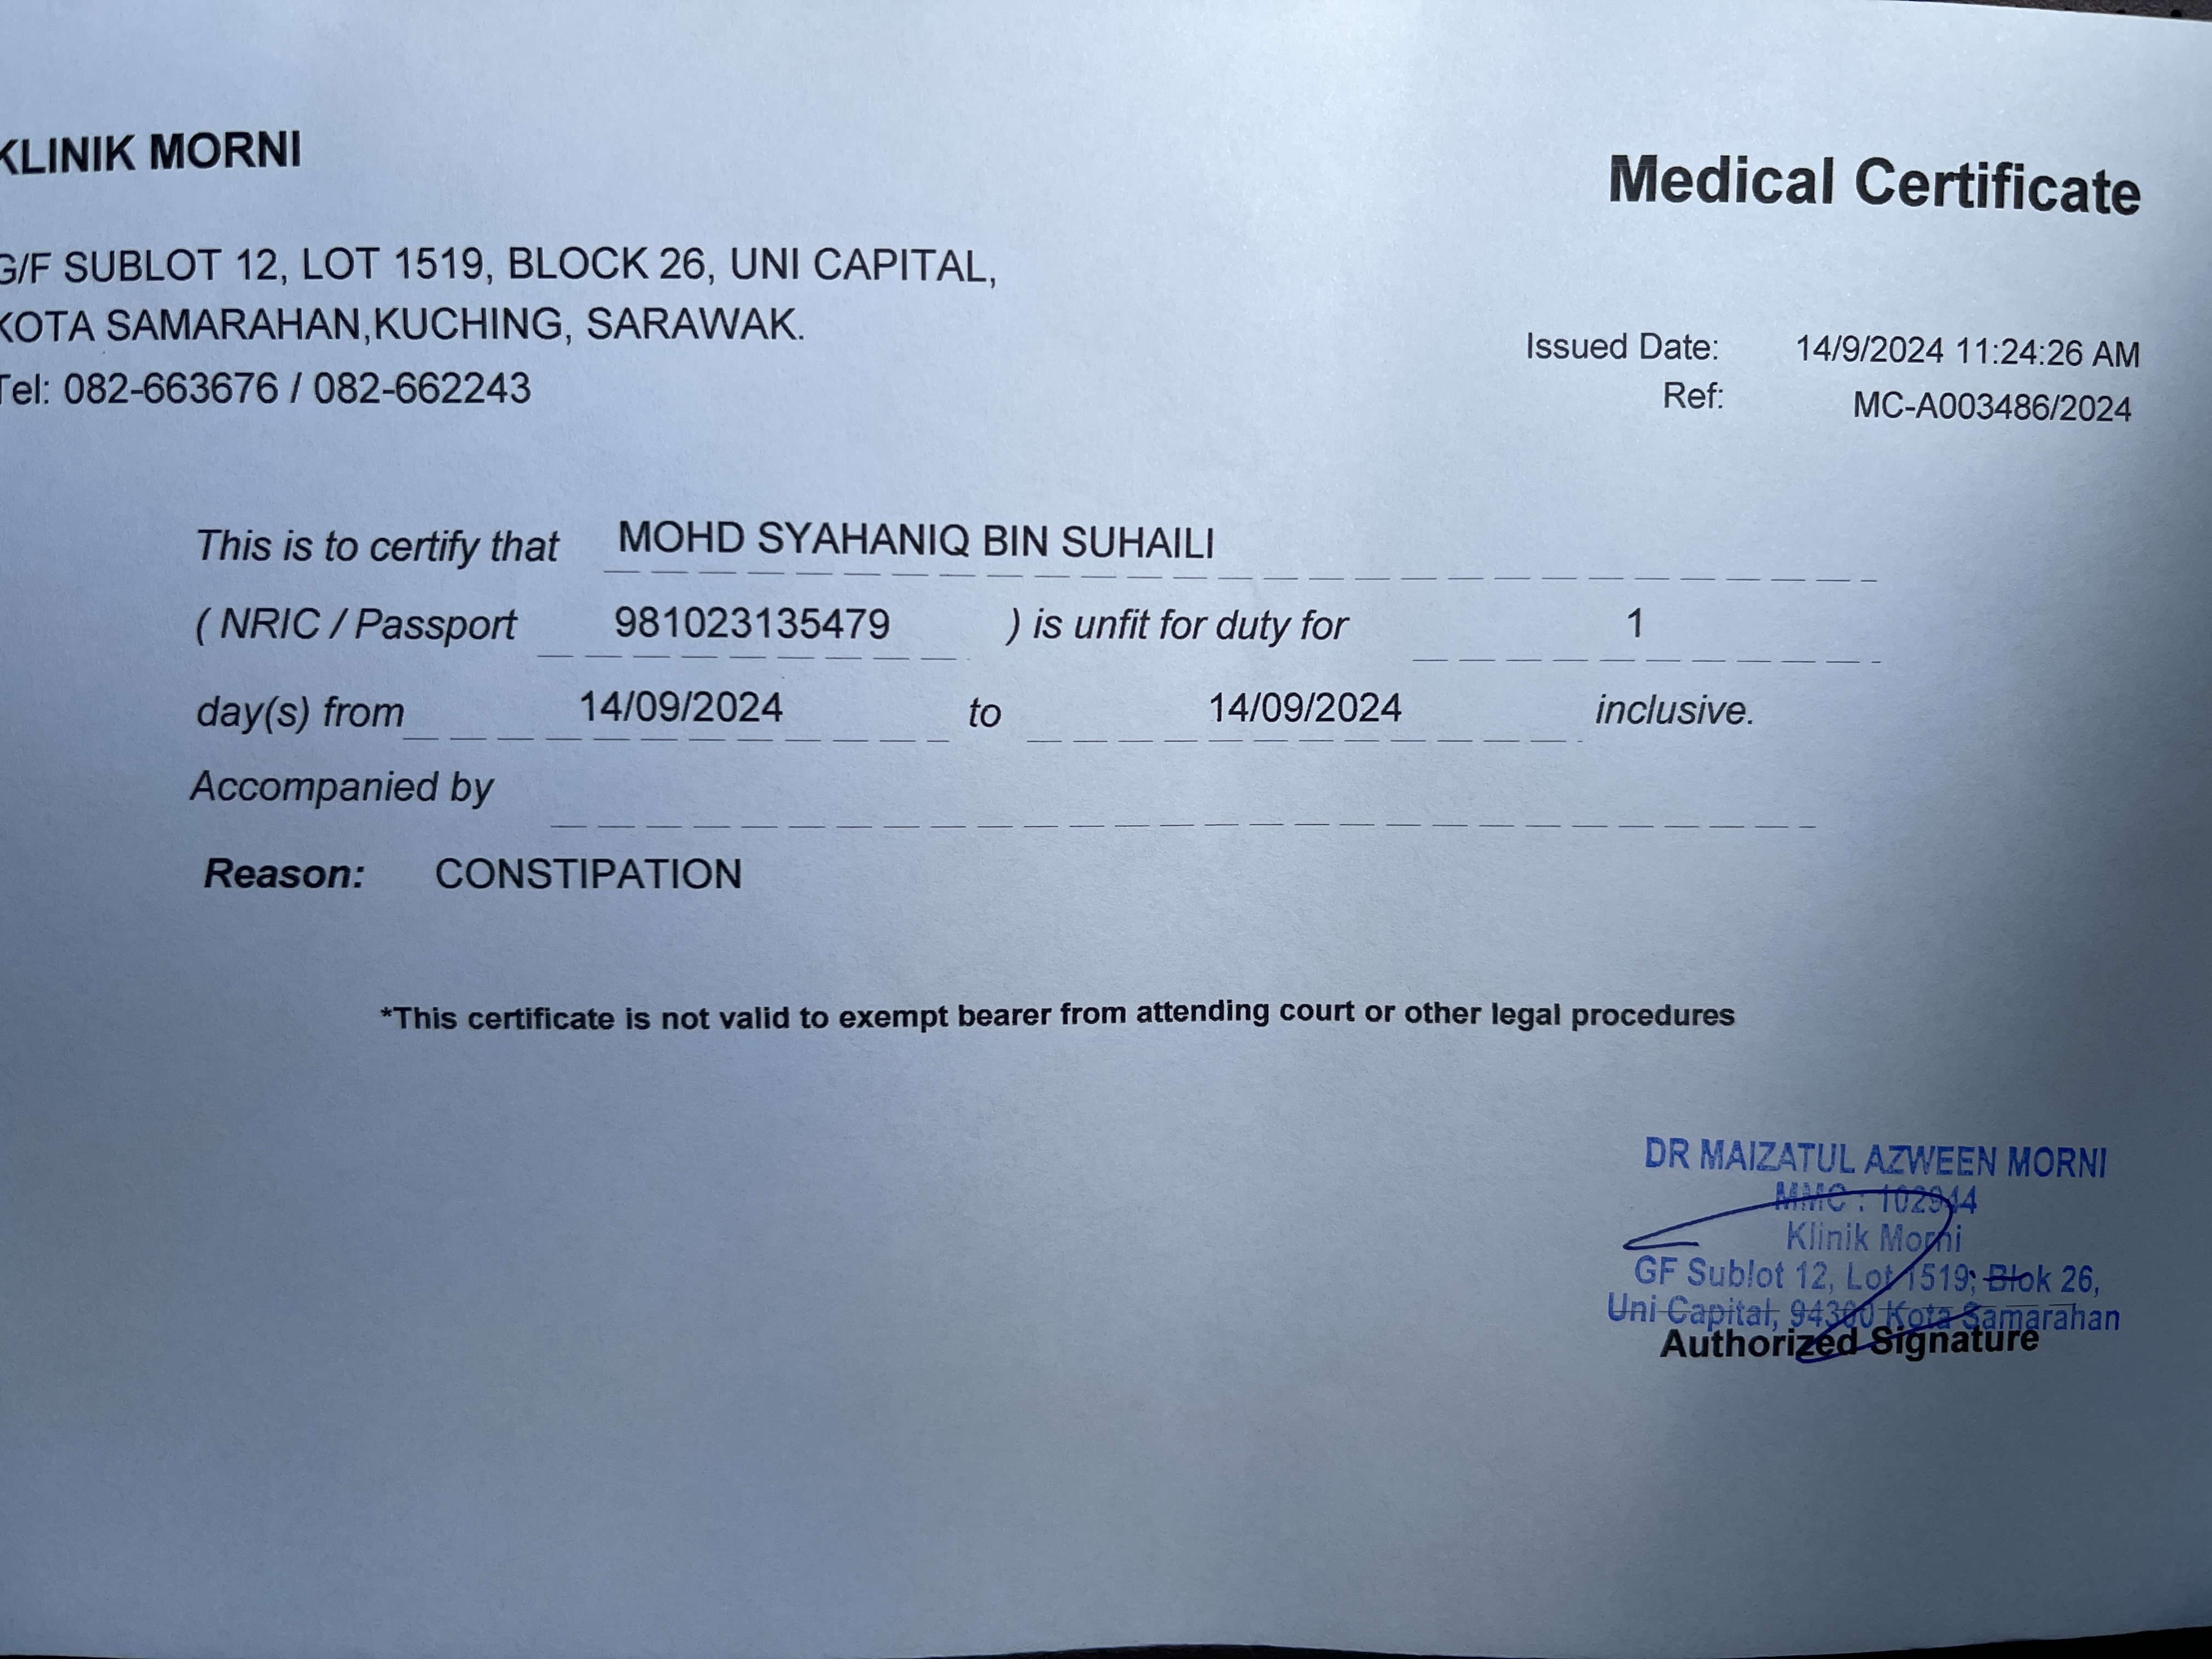 KLINIK MORNI
Medical Certificate
G/F SUBLOT 12, LOT 1519, BLOCK 26, UNI CAPITAL,
KOTA SAMARAHAN,KUCHING, SARAWAK.
Tel: 082-663676 / 082-662243
Issued Date: 14/9/2024 11:24:26 AM
Ref: MC-A003486/2024
This is to certify that MOHD SYAHANIQ BIN SUHAILI
( NRIC / Passport 981023135479 ) is unfit for duty for 1
day(s) from 14/09/2024 to 14/09/2024 inclusive.
Accompanied by
Reason: CONSTIPATION
*This certificate is not valid to exempt bearer from attending court or other legal procedures
DR MAIZATUL AZWEEN MORNI
MMC : 102944
Klinik Morni
GF Sublot 12, Lot 1519, Blok 26,
Uni Capital, 94300 Kota Samarahan
Authorized Signature